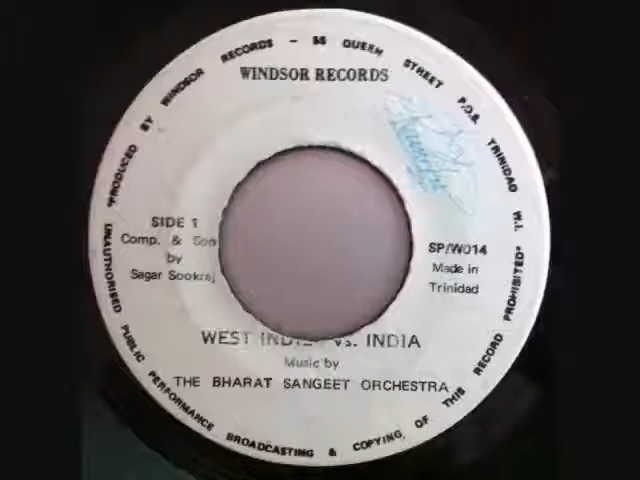 PRODUCED BY WINDSOR RECORDS - 56 QUEEN STREET P.O.S. TRINIDAD W.I.
WINDSOR RECORDS
SIDE 1
Comp. & Son
by
Sagar Sookraj
SP/W014
Made in
Trinidad
WEST INDIE vs. INDIA
Music by
THE BHARAT SANGEET ORCHESTRA
UNAUTHORISED PUBLIC PERFORMANCE BROADCASTING & COPYING OF THIS RECORD PROHIBITED